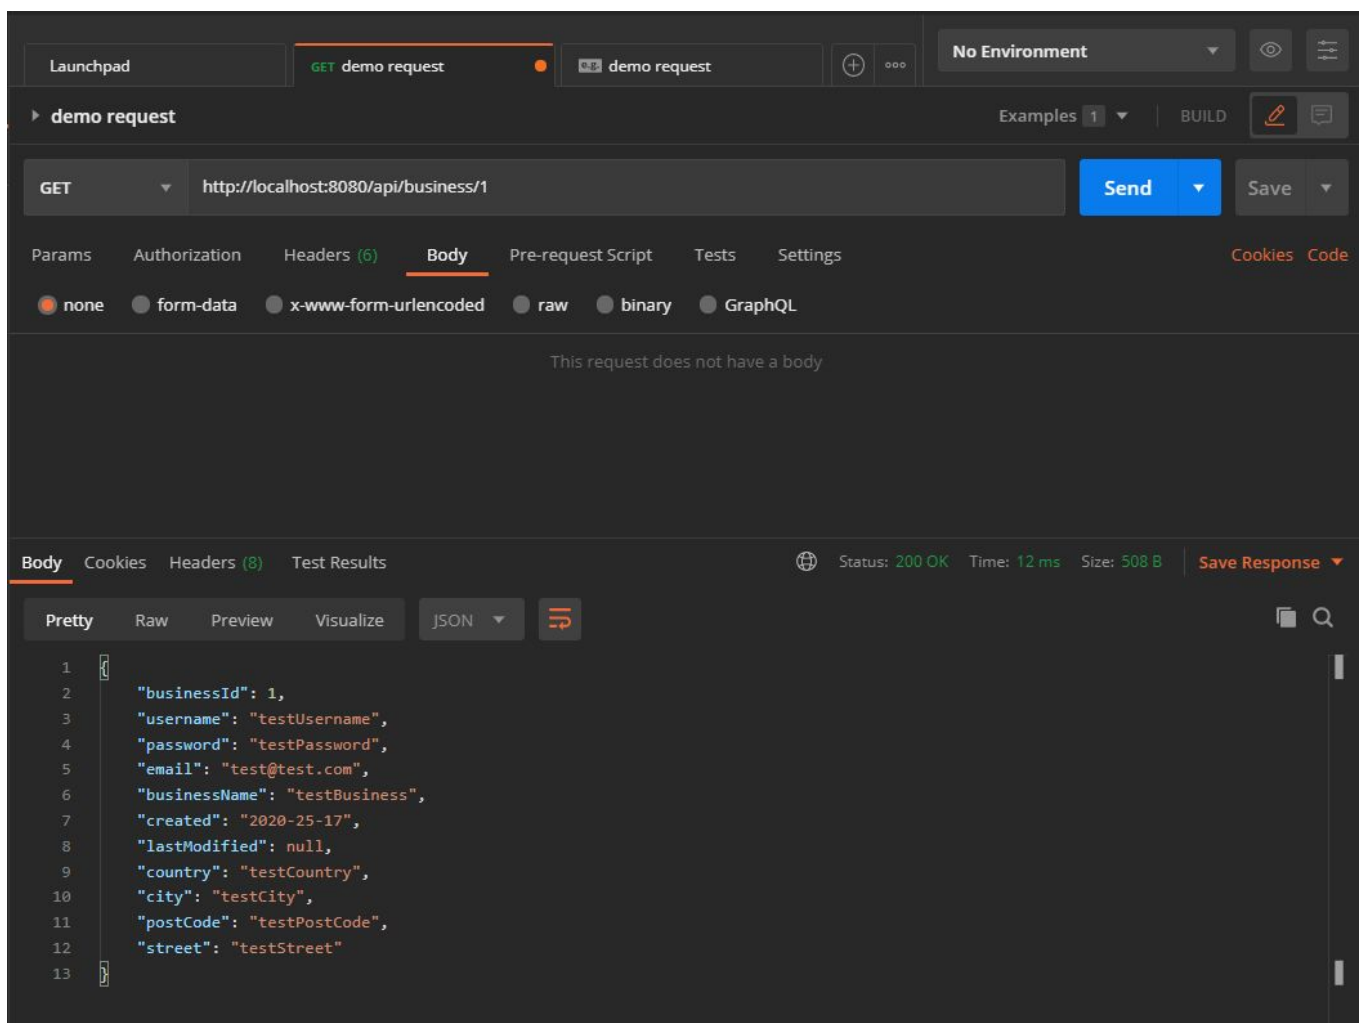 Launchpad GET demo request e.g. demo request No Environment
demo request Examples 1 BUILD
GET http://localhost:8080/api/business/1 Send Save
Params Authorization Headers (6) Body Pre-request Script Tests Settings Cookies Code
none form-data x-www-form-urlencoded raw binary GraphQL
This request does not have a body
Body Cookies Headers (8) Test Results Status: 200 OK Time: 12 ms Size: 508 B Save Response
Pretty Raw Preview Visualize JSON
1 {
2 "businessId": 1,
3 "username": "testUsername",
4 "password": "testPassword",
5 "email": "test@test.com",
6 "businessName": "testBusiness",
7 "created": "2020-25-17",
8 "lastModified": null,
9 "country": "testCountry",
10 "city": "testCity",
11 "postCode": "testPostCode",
12 "street": "testStreet"
13 }